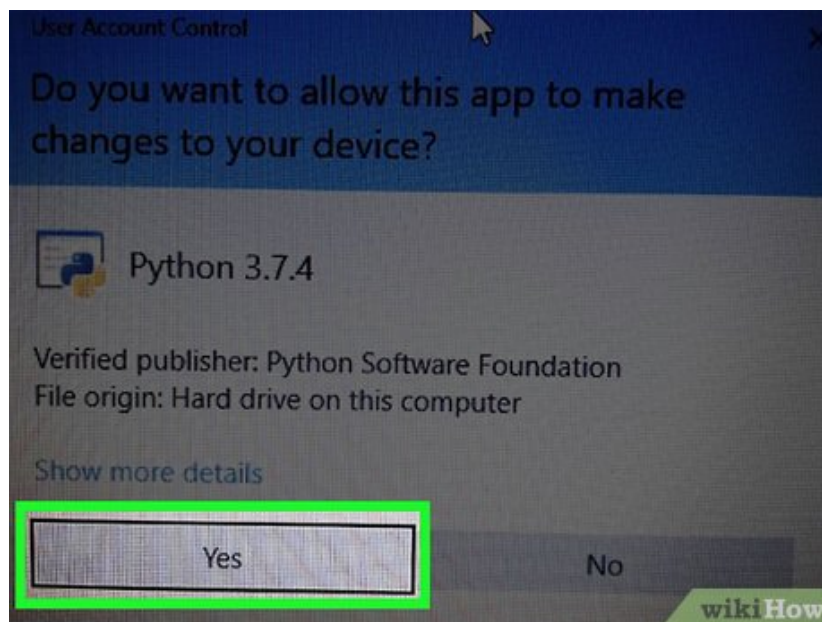 User Account Control
Do you want to allow this app to make
changes to your device?
Python 3.7.4
Verified publisher: Python Software Foundation
File origin: Hard drive on this computer
Show more details
Yes
No
wikiHow